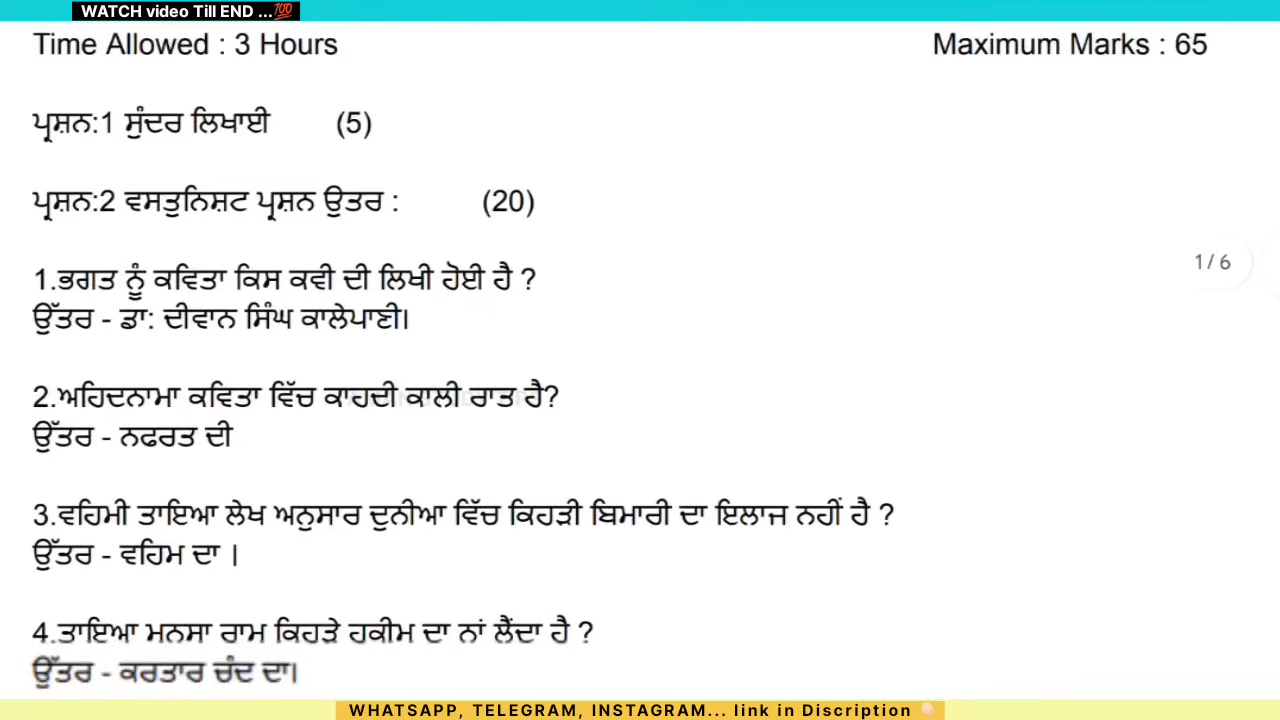 WATCH video Till END ...💯
Time Allowed : 3 Hours
Maximum Marks : 65
ਪ੍ਰਸ਼ਨ:1 ਸੁੰਦਰ ਲਿਖਾਈ (5)
ਪ੍ਰਸ਼ਨ:2 ਵਸਤੁਨਿਸ਼ਟ ਪ੍ਰਸ਼ਨ ਉਤਰ : (20)
1.ਭਗਤ ਨੂੰ ਕਵਿਤਾ ਕਿਸ ਕਵੀ ਦੀ ਲਿਖੀ ਹੋਈ ਹੈ ?
1 / 6
ਉੱਤਰ - ਡਾ: ਦੀਵਾਨ ਸਿੰਘ ਕਾਲੇਪਾਣੀ।
2.ਅਹਿਦਨਾਮਾ ਕਵਿਤਾ ਵਿੱਚ ਕਾਹਦੀ ਕਾਲੀ ਰਾਤ ਹੈ?
ਉੱਤਰ - ਨਫਰਤ ਦੀ
3.ਵਹਿਮੀ ਤਾਇਆ ਲੇਖ ਅਨੁਸਾਰ ਦੁਨੀਆ ਵਿੱਚ ਕਿਹੜੀ ਬਿਮਾਰੀ ਦਾ ਇਲਾਜ ਨਹੀਂ ਹੈ ?
ਉੱਤਰ - ਵਹਿਮ ਦਾ ।
4.ਤਾਇਆ ਮਨਸਾ ਰਾਮ ਕਿਹੜੇ ਹਕੀਮ ਦਾ ਨਾਂ ਲੈਂਦਾ ਹੈ ?
ਉੱਤਰ - ਕਰਤਾਰ ਚੰਦ ਦਾ।
WHATSAPP, TELEGRAM, INSTAGRAM... link in Discription